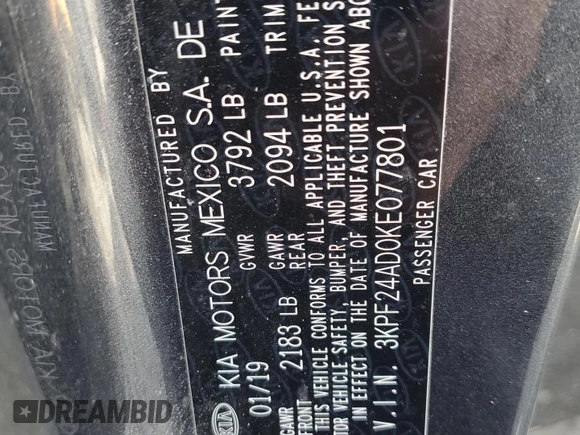 MANUFACTURED BY
KIA KIA MOTORS MEXICO S.A. DE
01/19 GVWR 3792 LB PAINT
GAWR FRONT 2183 LB GAWR REAR 2094 LB TRIM
THIS VEHICLE CONFORMS TO ALL APPLICABLE U.S.A. FE
VEHICLE SAFETY, BUMPER, AND THEFT PREVENTION S
IN EFFECT ON THE DATE OF MANUFACTURE SHOWN ABO
V.I.N. 3KPF24AD0KE077801
PASSENGER CAR
DREAMBID